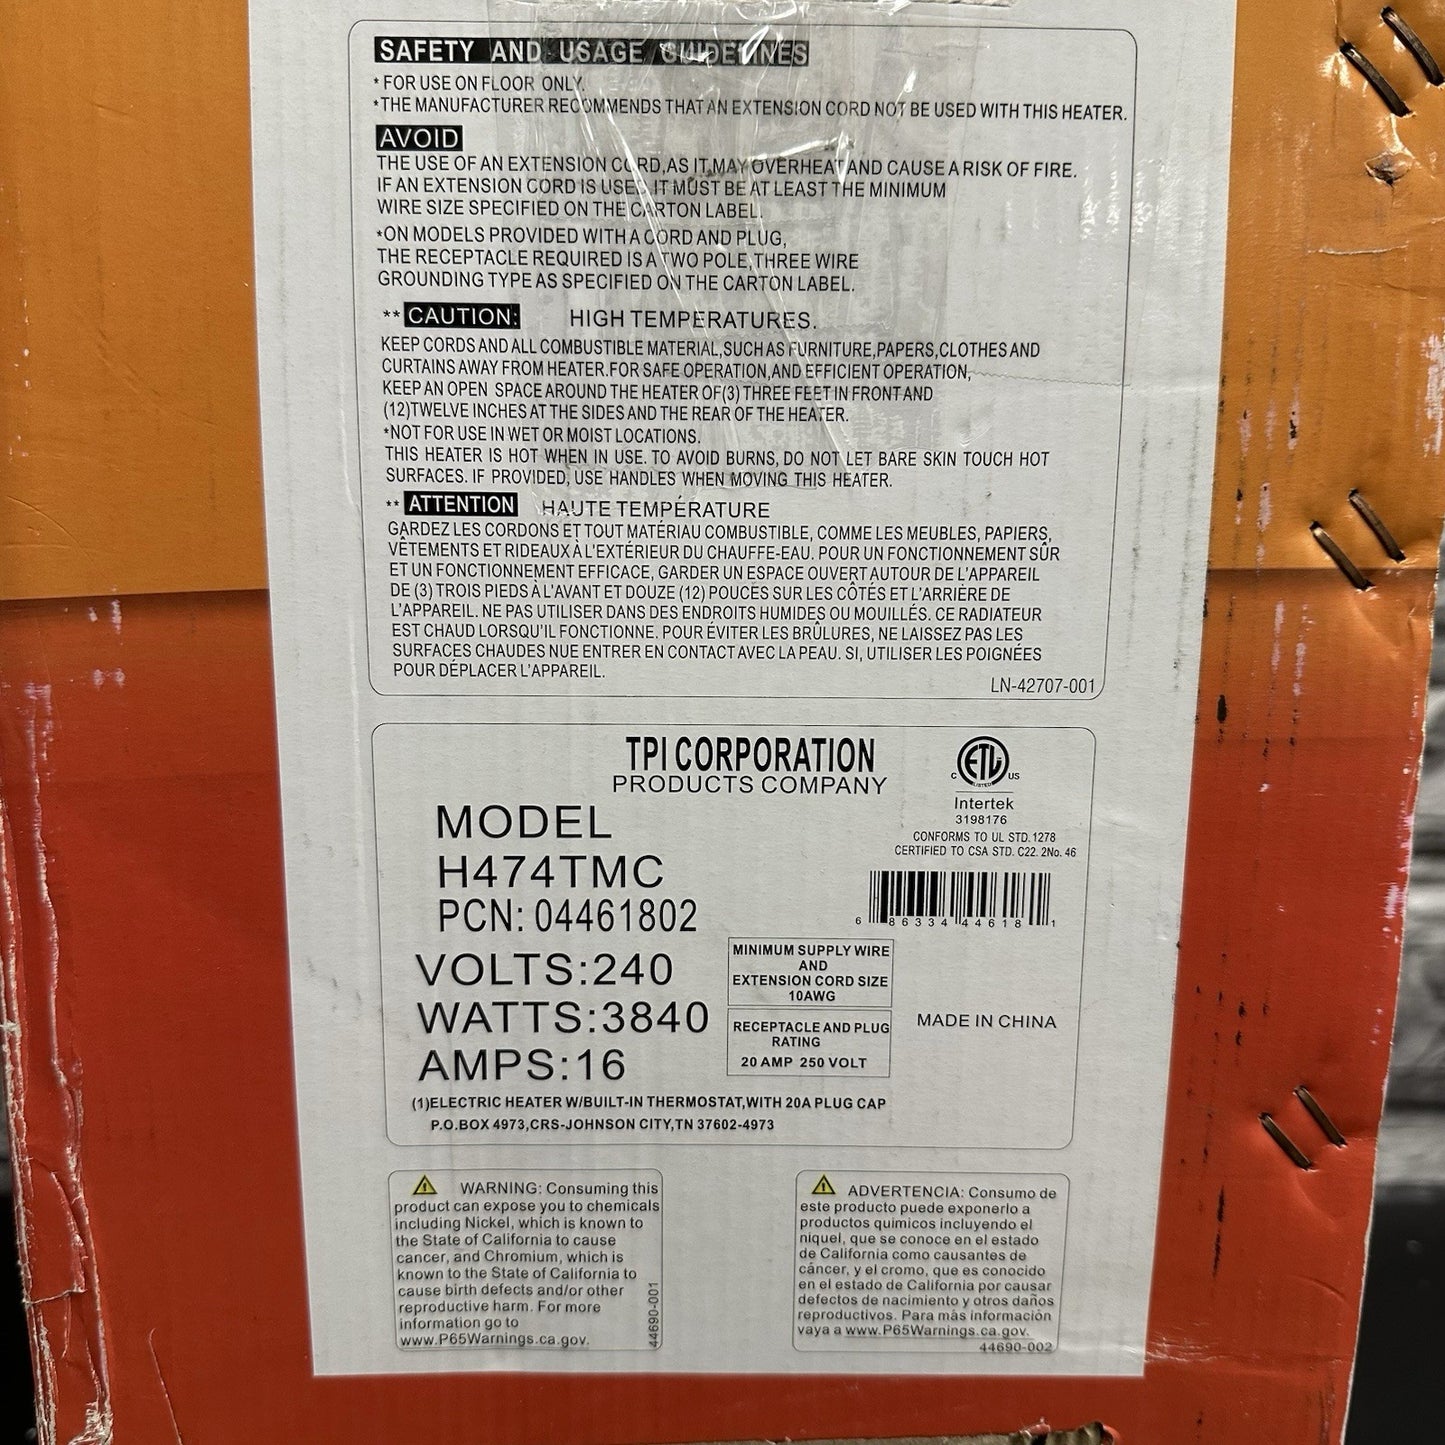 SAFETY AND USAGE GUIDELINES
* FOR USE ON FLOOR ONLY.
*THE MANUFACTURER RECOMMENDS THAT AN EXTENSION CORD NOT BE USED WITH THIS HEATER.
AVOID
THE USE OF AN EXTENSION CORD,AS IT MAY OVERHEAT AND CAUSE A RISK OF FIRE.
IF AN EXTENSION CORD IS USED, IT MUST BE AT LEAST THE MINIMUM
WIRE SIZE SPECIFIED ON THE CARTON LABEL.
*ON MODELS PROVIDED WITH A CORD AND PLUG,
THE RECEPTACLE REQUIRED IS A TWO POLE,THREE WIRE
GROUNDING TYPE AS SPECIFIED ON THE CARTON LABEL.
** CAUTION: HIGH TEMPERATURES.
KEEP CORDS AND ALL COMBUSTIBLE MATERIAL,SUCH AS FURNITURE,PAPERS,CLOTHES AND
CURTAINS AWAY FROM HEATER.FOR SAFE OPERATION,AND EFFICIENT OPERATION,
KEEP AN OPEN SPACE AROUND THE HEATER OF(3) THREE FEET IN FRONT AND
(12)TWELVE INCHES AT THE SIDES AND THE REAR OF THE HEATER.
*NOT FOR USE IN WET OR MOIST LOCATIONS.
THIS HEATER IS HOT WHEN IN USE. TO AVOID BURNS, DO NOT LET BARE SKIN TOUCH HOT
SURFACES. IF PROVIDED, USE HANDLES WHEN MOVING THIS HEATER.
** ATTENTION HAUTE TEMPÉRATURE
GARDEZ LES CORDONS ET TOUT MATÉRIAU COMBUSTIBLE, COMME LES MEUBLES, PAPIERS,
VÊTEMENTS ET RIDEAUX À L'EXTÉRIEUR DU CHAUFFE-EAU. POUR UN FONCTIONNEMENT SÛR
ET UN FONCTIONNEMENT EFFICACE, GARDER UN ESPACE OUVERT AUTOUR DE L'APPAREIL
DE (3) TROIS PIEDS À L'AVANT ET DOUZE (12) POUCES SUR LES CÔTÉS ET L'ARRIÈRE DE
L'APPAREIL. NE PAS UTILISER DANS DES ENDROITS HUMIDES OU MOUILLÉS. CE RADIATEUR
EST CHAUD LORSQU'IL FONCTIONNE. POUR ÉVITER LES BRÛLURES, NE LAISSEZ PAS LES
SURFACES CHAUDES NUE ENTRER EN CONTACT AVEC LA PEAU. SI, UTILISER LES POIGNÉES
POUR DÉPLACER L'APPAREIL.
LN-42707-001
TPI CORPORATION
PRODUCTS COMPANY
C ETL US
LISTED
Intertek
3198176
CONFORMS TO UL STD. 1278
CERTIFIED TO CSA STD. C22. 2No. 46
MODEL
H474TMC
PCN: 04461802
6 86334 44618 1
VOLTS:240
WATTS:3840
AMPS:16
MINIMUM SUPPLY WIRE
AND
EXTENSION CORD SIZE
10AWG
RECEPTACLE AND PLUG
RATING
20 AMP 250 VOLT
MADE IN CHINA
(1)ELECTRIC HEATER W/BUILT-IN THERMOSTAT,WITH 20A PLUG CAP
P.O.BOX 4973,CRS-JOHNSON CITY,TN 37602-4973
WARNING: Consuming this
product can expose you to chemicals
including Nickel, which is known to
the State of California to cause
cancer, and Chromium, which is
known to the State of California to
cause birth defects and/or other
reproductive harm. For more
information go to
www.P65Warnings.ca.gov.
44690-001
ADVERTENCIA: Consumo de
este producto puede exponerlo a
productos quimicos incluyendo el
niquel, que se conoce en el estado
de California como causantes de
cáncer, y el cromo, que es conocido
en el estado de California por causar
defectos de nacimiento y otros daños
reproductivos. Para más información
vaya a www.P65Warnings.ca.gov.
44690-002